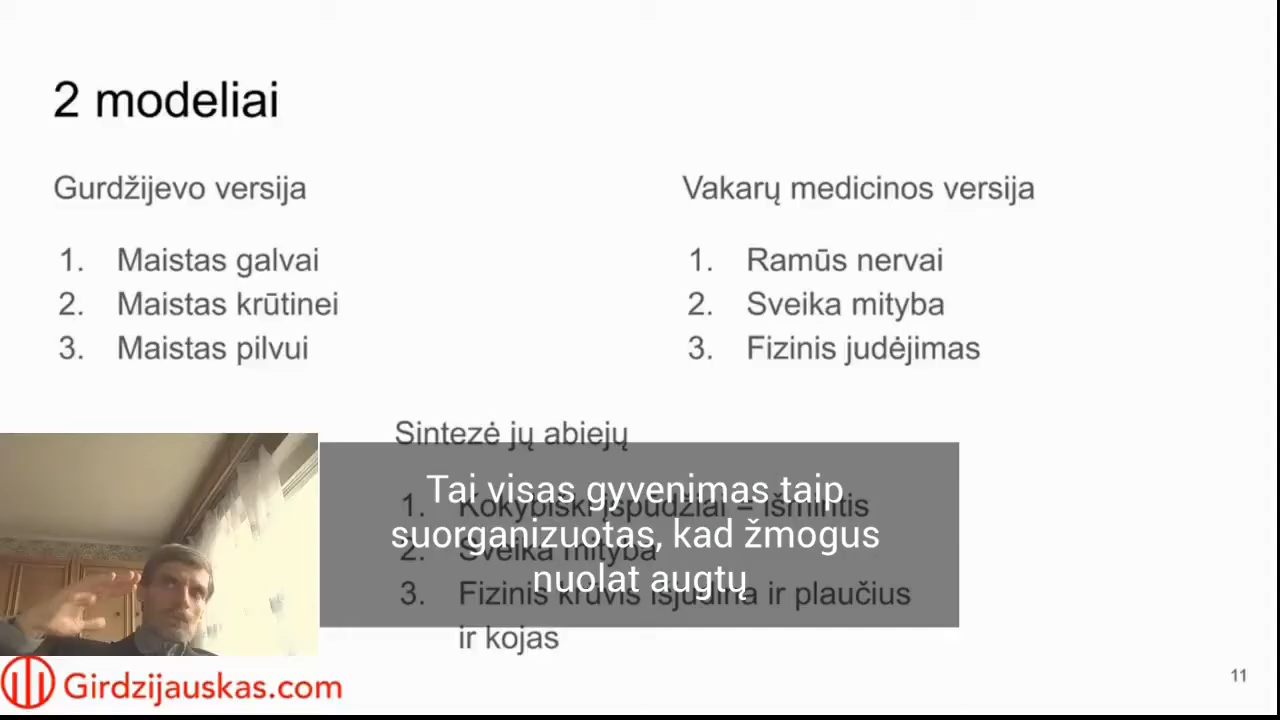 2 modeliai
Gurdžijevo versija
1. Maistas galvai
2. Maistas krūtinei
3. Maistas pilvui
Vakarų medicinos versija
1. Ramūs nervai
2. Sveika mityba
3. Fizinis judėjimas
Sintezė jų abiejų
1. Kokybiški įspūdžiai = išmintis
2. Sveika mityba
3. Fizinis krūvis išjudina ir plaučius
ir kojas
Tai visas gyvenimas taip
suorganizuotas, kad žmogus
nuolat augtų
Girdzijauskas.com
11